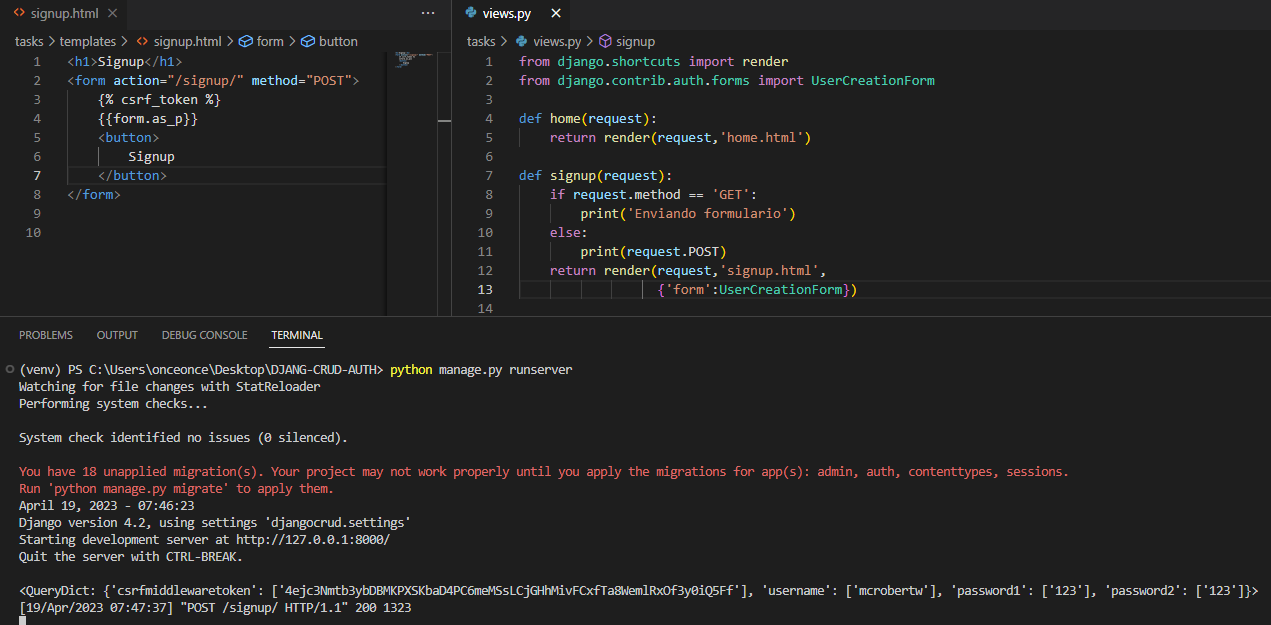 signup.html
tasks > templates > signup.html > form > button
1 <h1>Signup</h1>
2 <form action="/signup/" method="POST">
3 {% csrf_token %}
4 {{form.as_p}}
5 <button>
6 Signup
7 </button>
8 </form>
9
10
views.py
tasks > views.py > signup
1 from django.shortcuts import render
2 from django.contrib.auth.forms import UserCreationForm
3
4 def home(request):
5 return render(request,'home.html')
6
7 def signup(request):
8 if request.method == 'GET':
9 print('Enviando formulario')
10 else:
11 print(request.POST)
12 return render(request,'signup.html',
13 {'form':UserCreationForm})
14
PROBLEMS OUTPUT DEBUG CONSOLE TERMINAL
(venv) PS C:\Users\onceonce\Desktop\DJANG-CRUD-AUTH> python manage.py runserver
Watching for file changes with StatReloader
Performing system checks...
System check identified no issues (0 silenced).
You have 18 unapplied migration(s). Your project may not work properly until you apply the migrations for app(s): admin, auth, contenttypes, sessions.
Run 'python manage.py migrate' to apply them.
April 19, 2023 - 07:46:23
Django version 4.2, using settings 'djangocrud.settings'
Starting development server at http://127.0.0.1:8000/
Quit the server with CTRL-BREAK.
<QueryDict: {'csrfmiddlewaretoken': ['4ejc3Nmtb3ybDBMKPXSKbaD4PC6meMSsLCjGHhMivFCxfTa8WemlRxOf3y0iQ5Ff'], 'username': ['mcrobertw'], 'password1': ['123'], 'password2': ['123']}>
[19/Apr/2023 07:47:37] "POST /signup/ HTTP/1.1" 200 1323